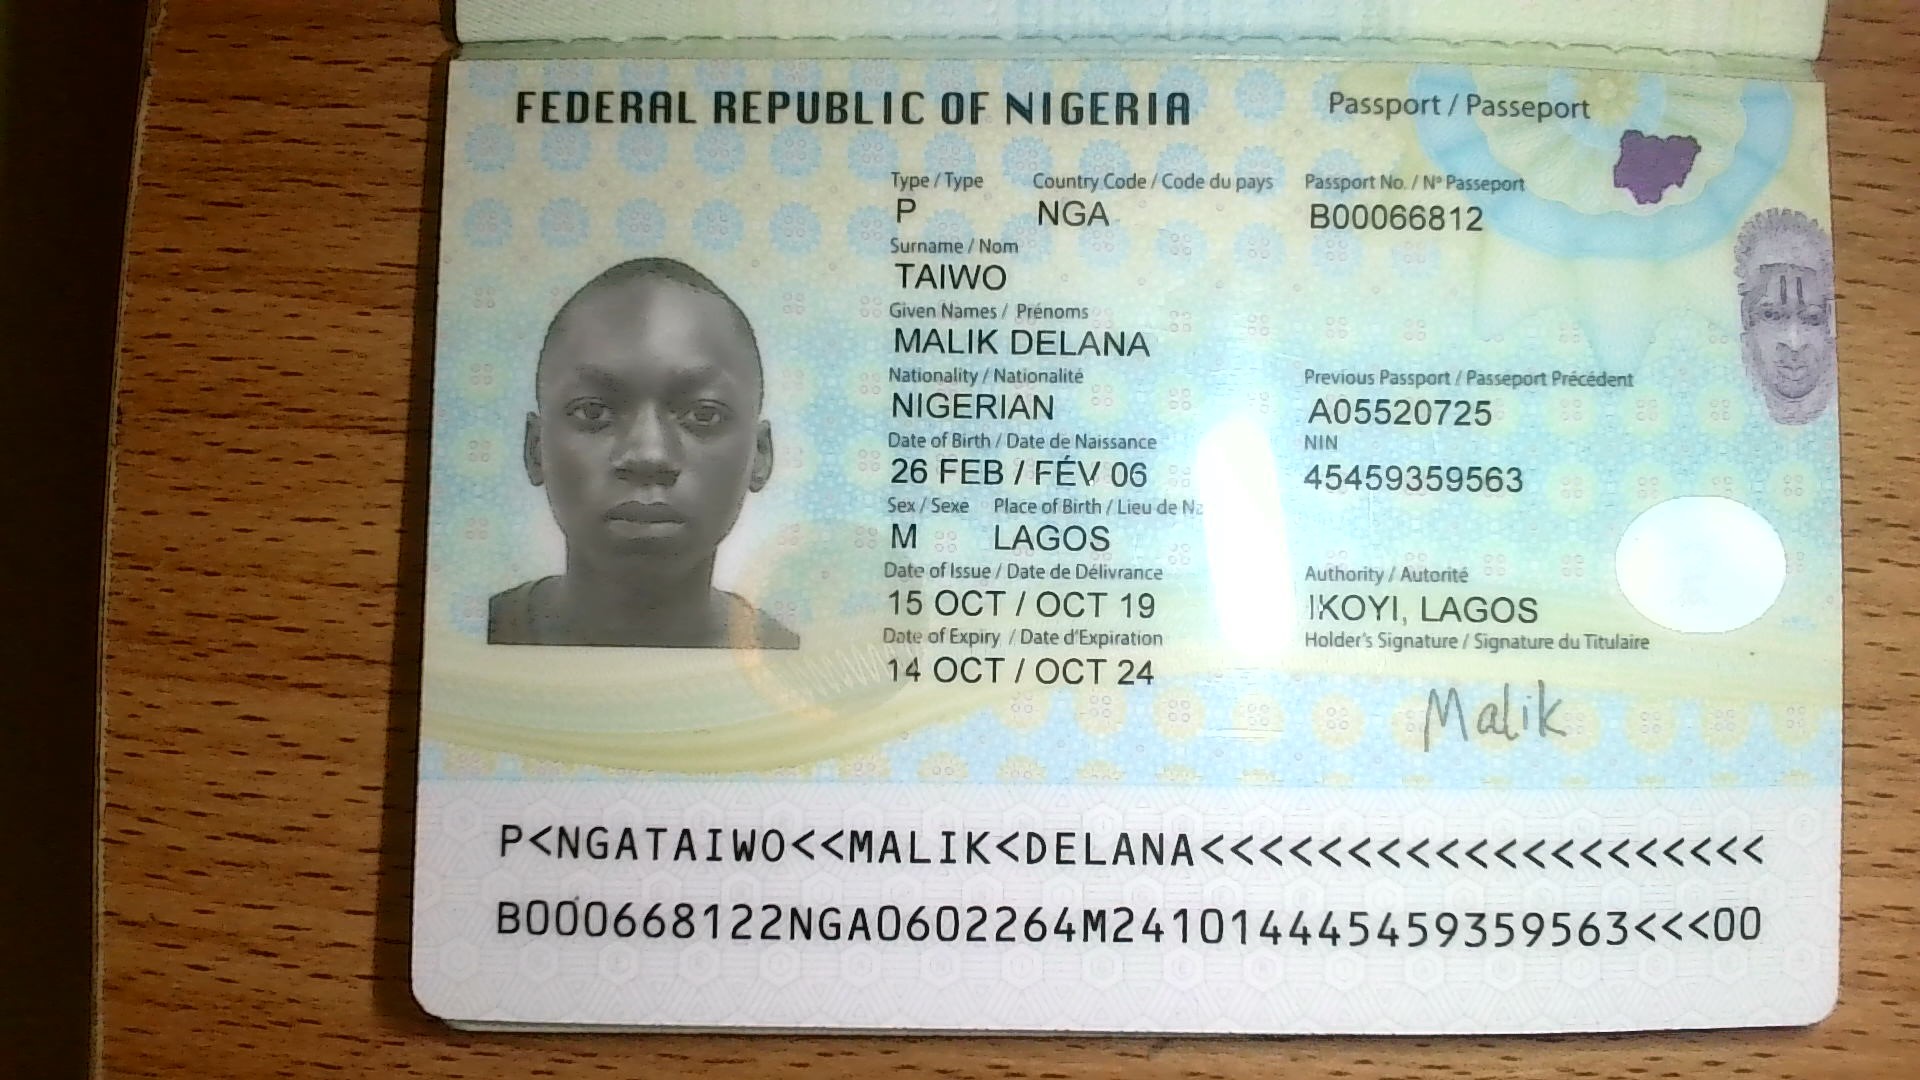 FEDERAL REPUBLIC OF NIGERIA Passport / Passeport
Type / Type Country Code / Code du pays Passport No. / Nº Passeport
P NGA B00066812
Surname / Nom
TAIWO
Given Names / Prénoms
MALIK DELANA
Nationality / Nationalité Previous Passport / Passeport Précédent
NIGERIAN A05520725
Date of Birth / Date de Naissance NIN
26 FEB / FÉV 06 45459359563
Sex / Sexe Place of Birth / Lieu de
M LAGOS
Date of Issue / Date de Délivrance Authority / Autorité
15 OCT / OCT 19 IKOYI, LAGOS
Date of Expiry / Date d'Expiration Holder's Signature / Signature du Titulaire
14 OCT / OCT 24
Malik
P<NGATAIWO<<MALIK<DELANA<<<<<<<<<<<<<<<<<<<<
B000668122NGA0602264M241014445459359563<<<00